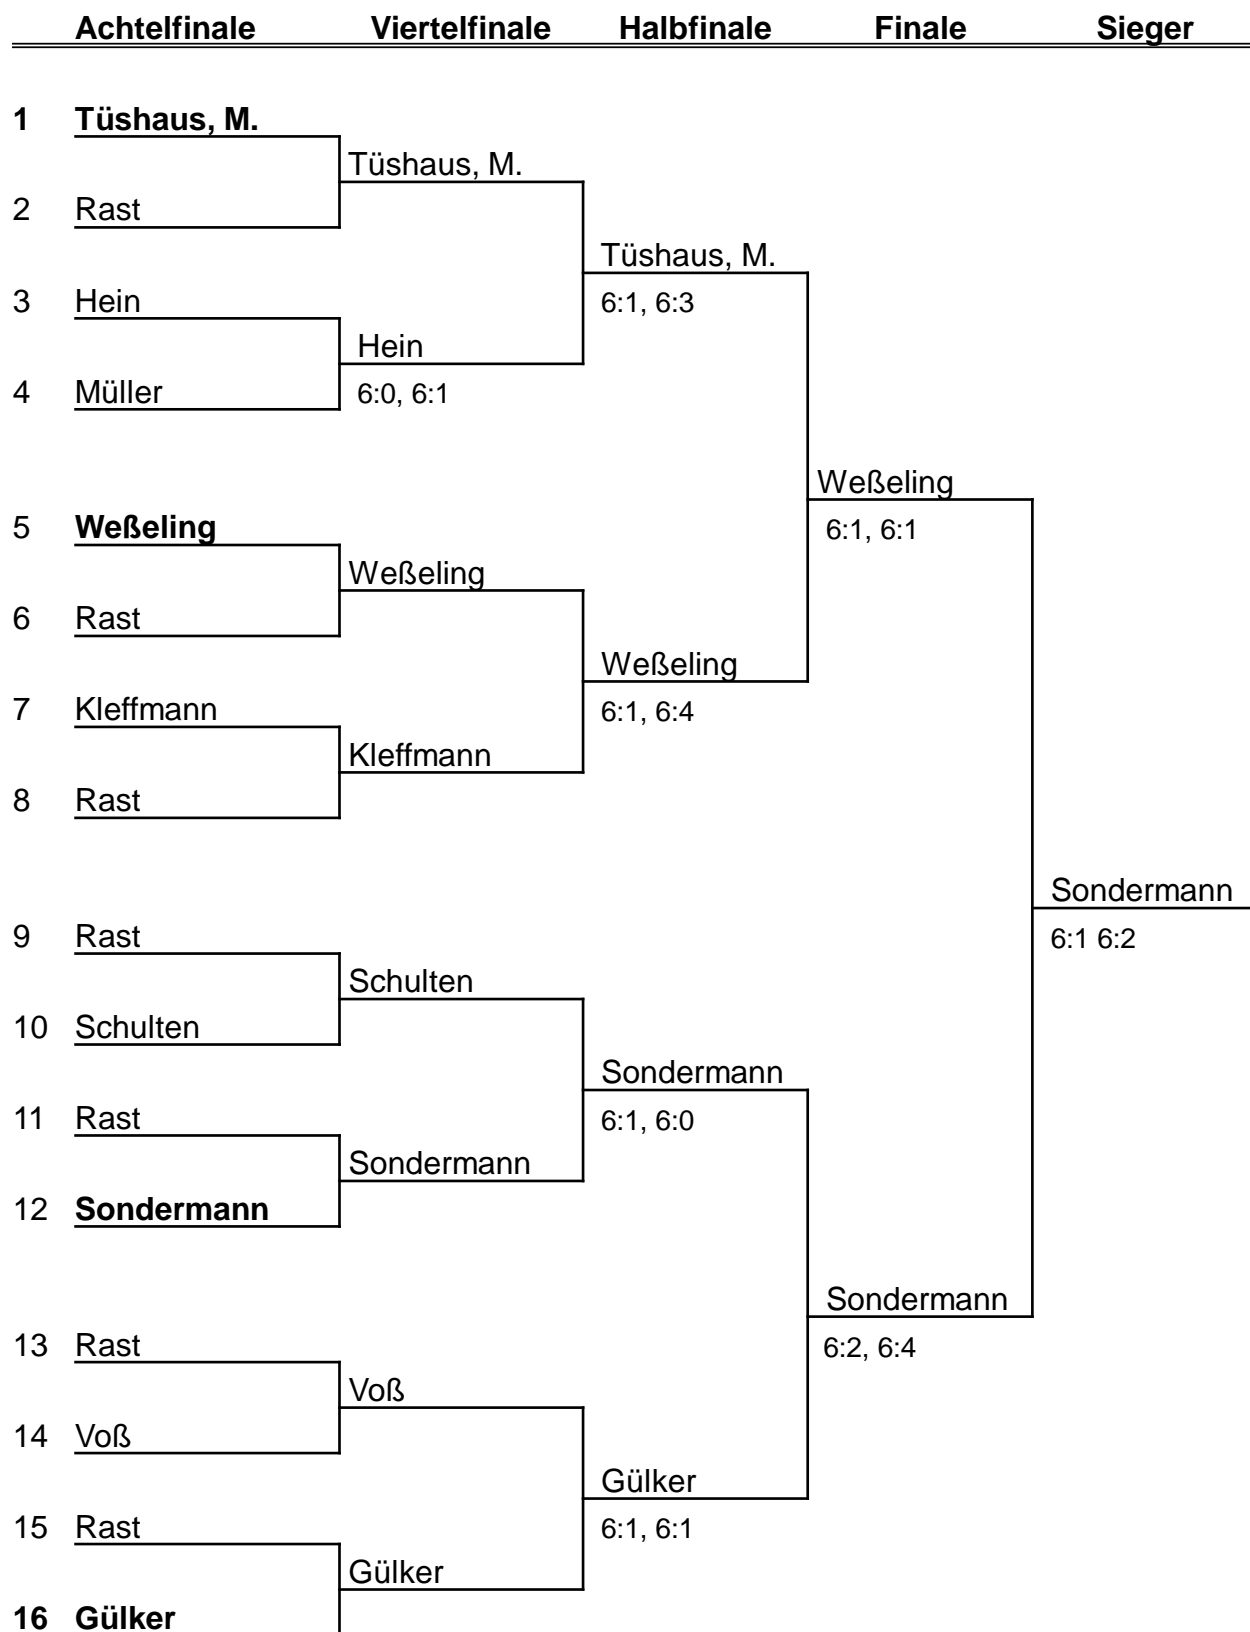 Achtelfinale Viertelfinale Halbfinale Finale Sieger
1 Tüshaus, M.
Tüshaus, M.
2 Rast
Tüshaus, M.
3 Hein 6:1, 6:3
Hein
4 Müller 6:0, 6:1
Weßeling
5 Weßeling 6:1, 6:1
Weßeling
6 Rast
Weßeling
7 Kleffmann 6:1, 6:4
Kleffmann
8 Rast
Sondermann
9 Rast 6:1 6:2
Schulten
10 Schulten
Sondermann
11 Rast 6:1, 6:0
Sondermann
12 Sondermann
Sondermann
13 Rast 6:2, 6:4
Voß
14 Voß
Gülker
15 Rast 6:1, 6:1
Gülker
16 Gülker